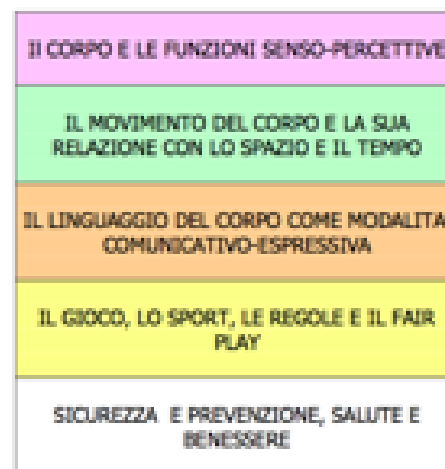 Il CORPO E LE FUNZIONI SENSO-PERCETTIVE
IL MOVIMENTO DEL CORPO E LA SUA
RELAZIONE CON LO SPAZIO E IL TEMPO
IL LINGUAGGIO DEL CORPO COME MODALITA'
COMUNICATIVO-ESPRESSIVA
IL GIOCO, LO SPORT, LE REGOLE E IL FAIR
PLAY
SICUREZZA E PREVENZIONE, SALUTE E
BENESSERE